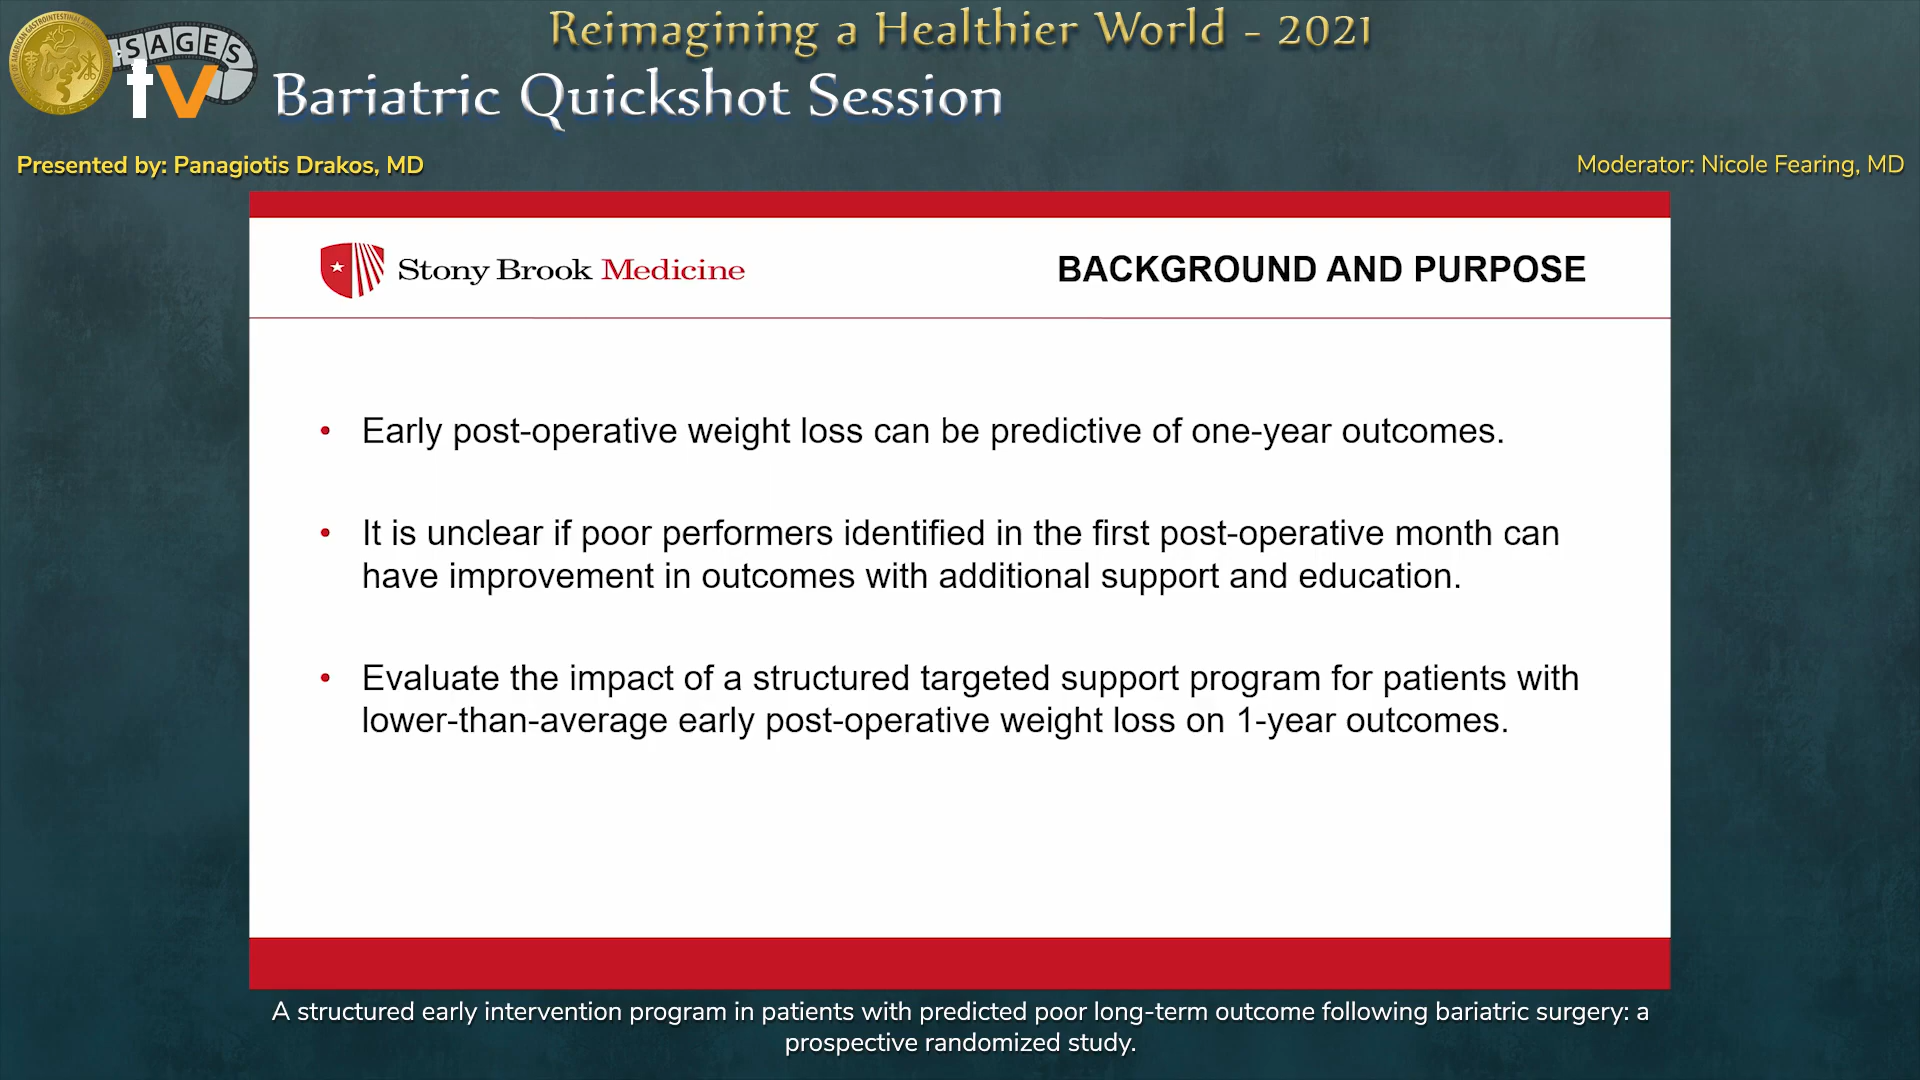 Reimagining a Healthier World - 2021
SAGES
tv
Bariatric Quickshot Session
Presented by: Panagiotis Drakos, MD
Moderator: Nicole Fearing, MD
Stony Brook Medicine
BACKGROUND AND PURPOSE
• Early post-operative weight loss can be predictive of one-year outcomes.
• It is unclear if poor performers identified in the first post-operative month can
have improvement in outcomes with additional support and education.
• Evaluate the impact of a structured targeted support program for patients with
lower-than-average early post-operative weight loss on 1-year outcomes.
A structured early intervention program in patients with predicted poor long-term outcome following bariatric surgery: a
prospective randomized study.